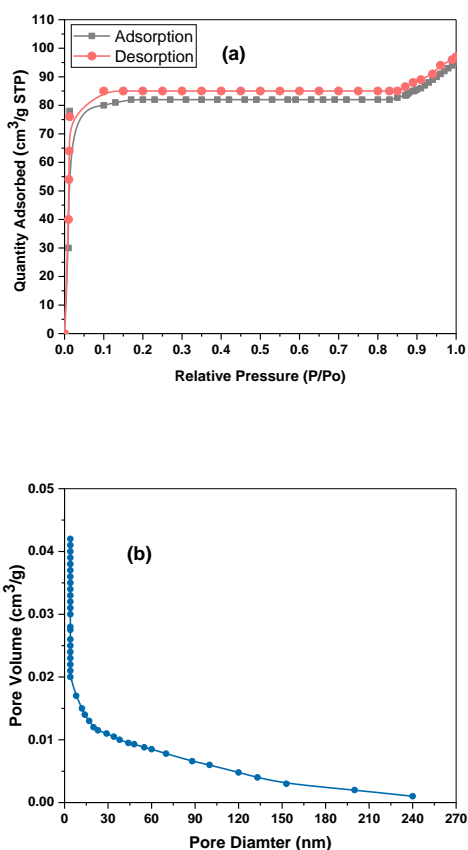 110
100
90
80
70
60
50
40
30
20
10
0
Quantity Adsorbed (cm³/g STP)
Adsorption
Desorption
(a)
0.0 0.1 0.2 0.3 0.4 0.5 0.6 0.7 0.8 0.9 1.0
Relative Pressure (P/Po)
0.05
0.04
0.03
0.02
0.01
0.00
Pore Volume (cm³/g)
(b)
0 30 60 90 120 150 180 210 240 270
Pore Diamter (nm)